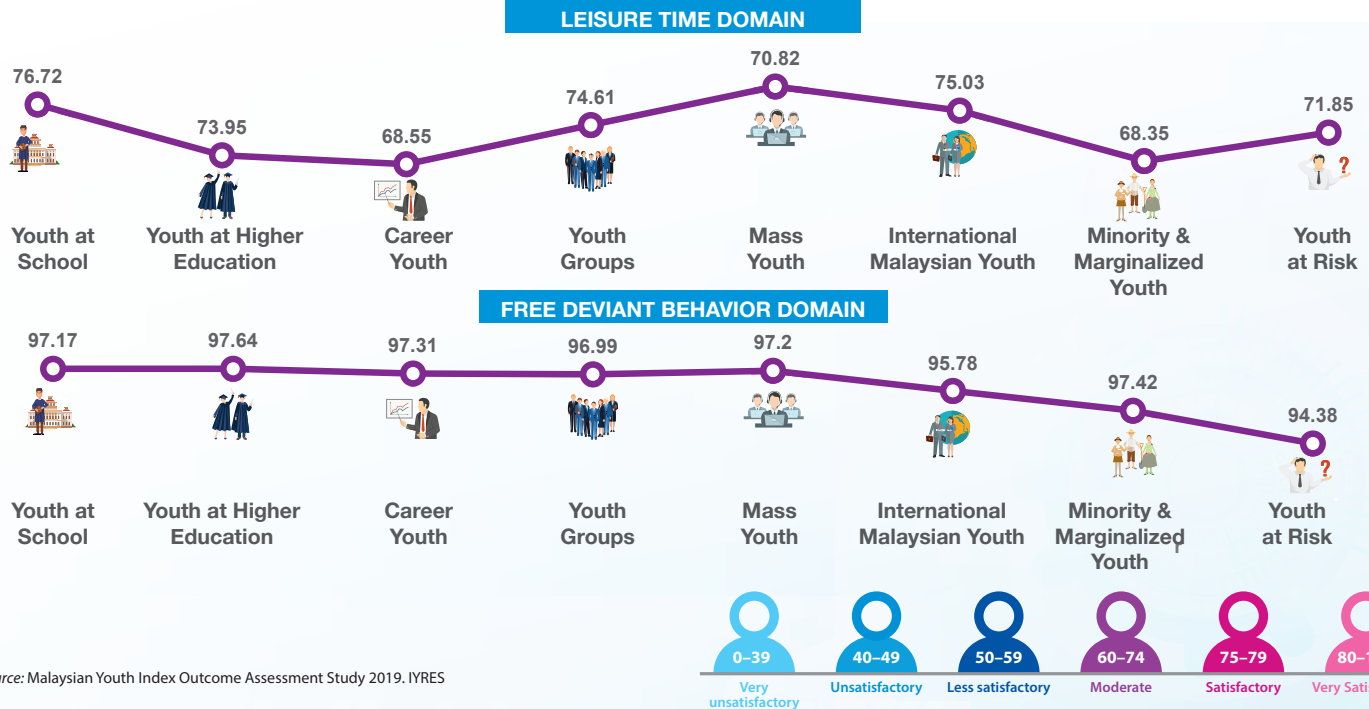 LEISURE TIME DOMAIN
76.72
73.95
68.55
74.61
70.82
75.03
68.35
71.85
Youth at
School
Youth at Higher
Education
Career
Youth
Youth
Groups
Mass
Youth
International
Malaysian Youth
Minority &
Marginalized
Youth
Youth
at Risk
FREE DEVIANT BEHAVIOR DOMAIN
97.17
97.64
97.31
96.99
97.2
95.78
97.42
94.38
Youth at
School
Youth at Higher
Education
Career
Youth
Youth
Groups
Mass
Youth
International
Malaysian Youth
Minority &
Marginalized
Youth
Youth
at Risk
0–39
40–49
50–59
60–74
75–79
80–1
Very
unsatisfactory
Unsatisfactory
Less satisfactory
Moderate
Satisfactory
Very Satis
rce: Malaysian Youth Index Outcome Assessment Study 2019. IYRES